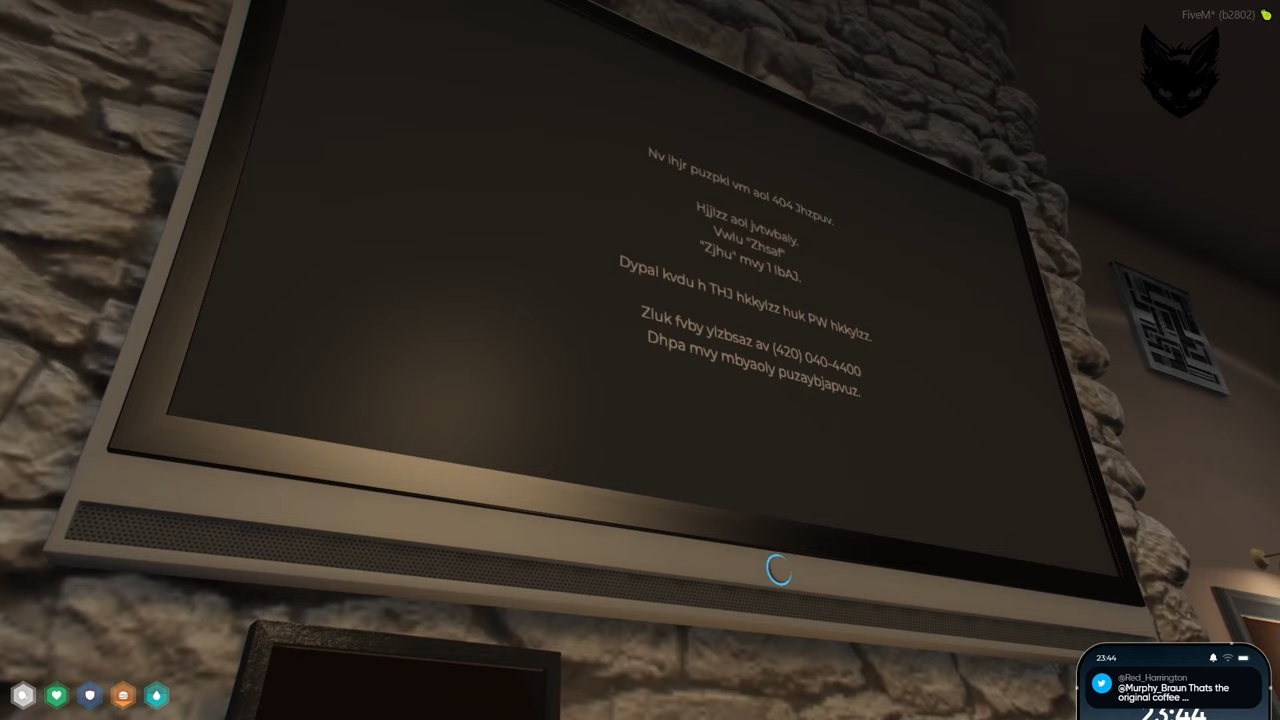 FiveM* (b2802)
Nv ihjr puzpkl vm aol 404 Jhzpuv.
Hjjlzz aol jvtwbaly.
Vwlu "Zhsaf"
"Zjhu" mvy 1 IbAJ.
Dypal kvdu h THJ hkkylzz huk PW hkkylzz.
Zluk fvby ylzbsaz av (420) 040-4400
Dhpa mvy mbyaoly puzaybjapvuz.
23:44
@Red_Harrington
@Murphy_Braun Thats the
original coffee ...
23:44